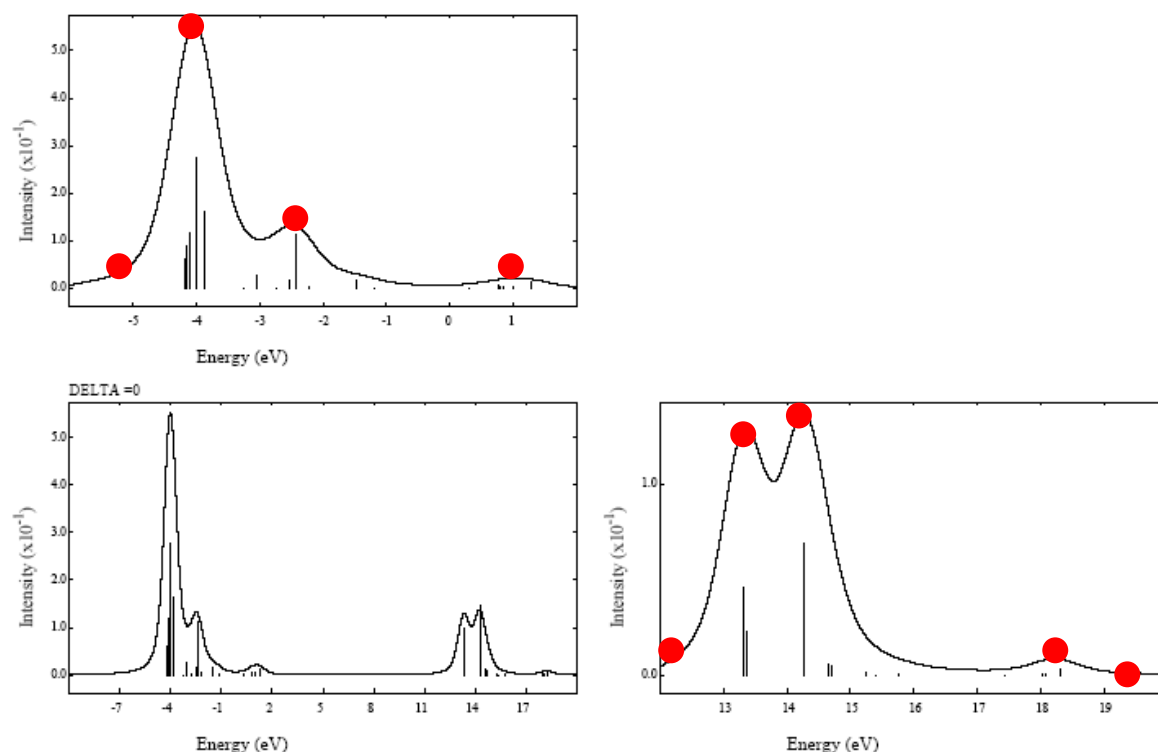 5.0
4.0
3.0
2.0
1.0
0.0
Intensity (x10⁻¹)
-5 -4 -3 -2 -1 0 1
Energy (eV)
DELTA =0
5.0
4.0
3.0
2.0
1.0
0.0
Intensity (x10⁻¹)
-7 -4 -1 2 5 8 11 14 17
Energy (eV)
1.0
0.0
Intensity (x10⁻¹)
13 14 15 16 17 18 19
Energy (eV)